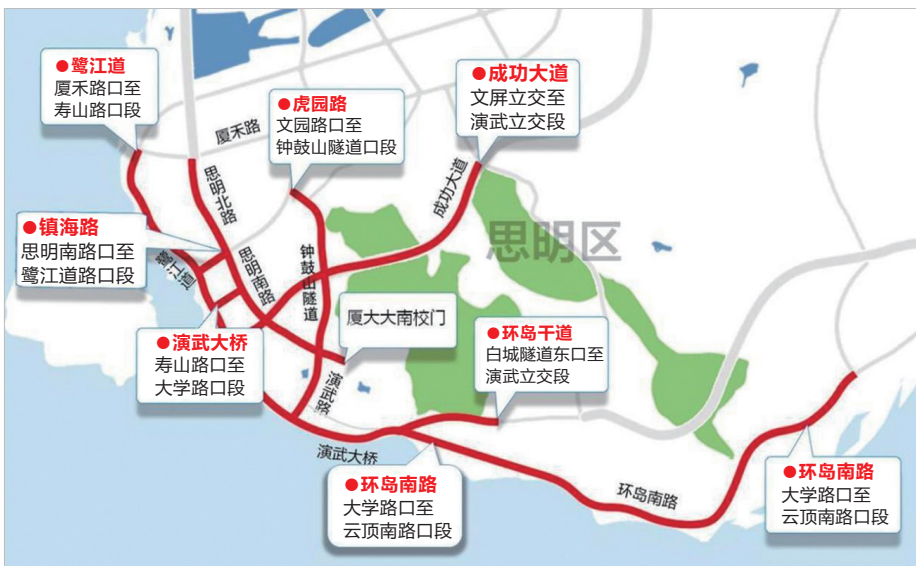 ●鹭江道
厦禾路口至
寿山路口段
●虎园路
文园路口至
钟鼓山隧道口段
●成功大道
文屏立交至
演武立交段
厦禾路
思明北路
成功大道
思明区
●镇海路
思明南路口至
鹭江道路口段
鹭江道
思明南路
钟鼓山隧道
厦大大南校门
●演武大桥
寿山路口至
大学路口段
●环岛干道
白城隧道东口至
演武立交段
演武路
演武大桥
●环岛南路
大学路口至
云顶南路口段
环岛南路
●环岛南路
大学路口至
云顶南路口段